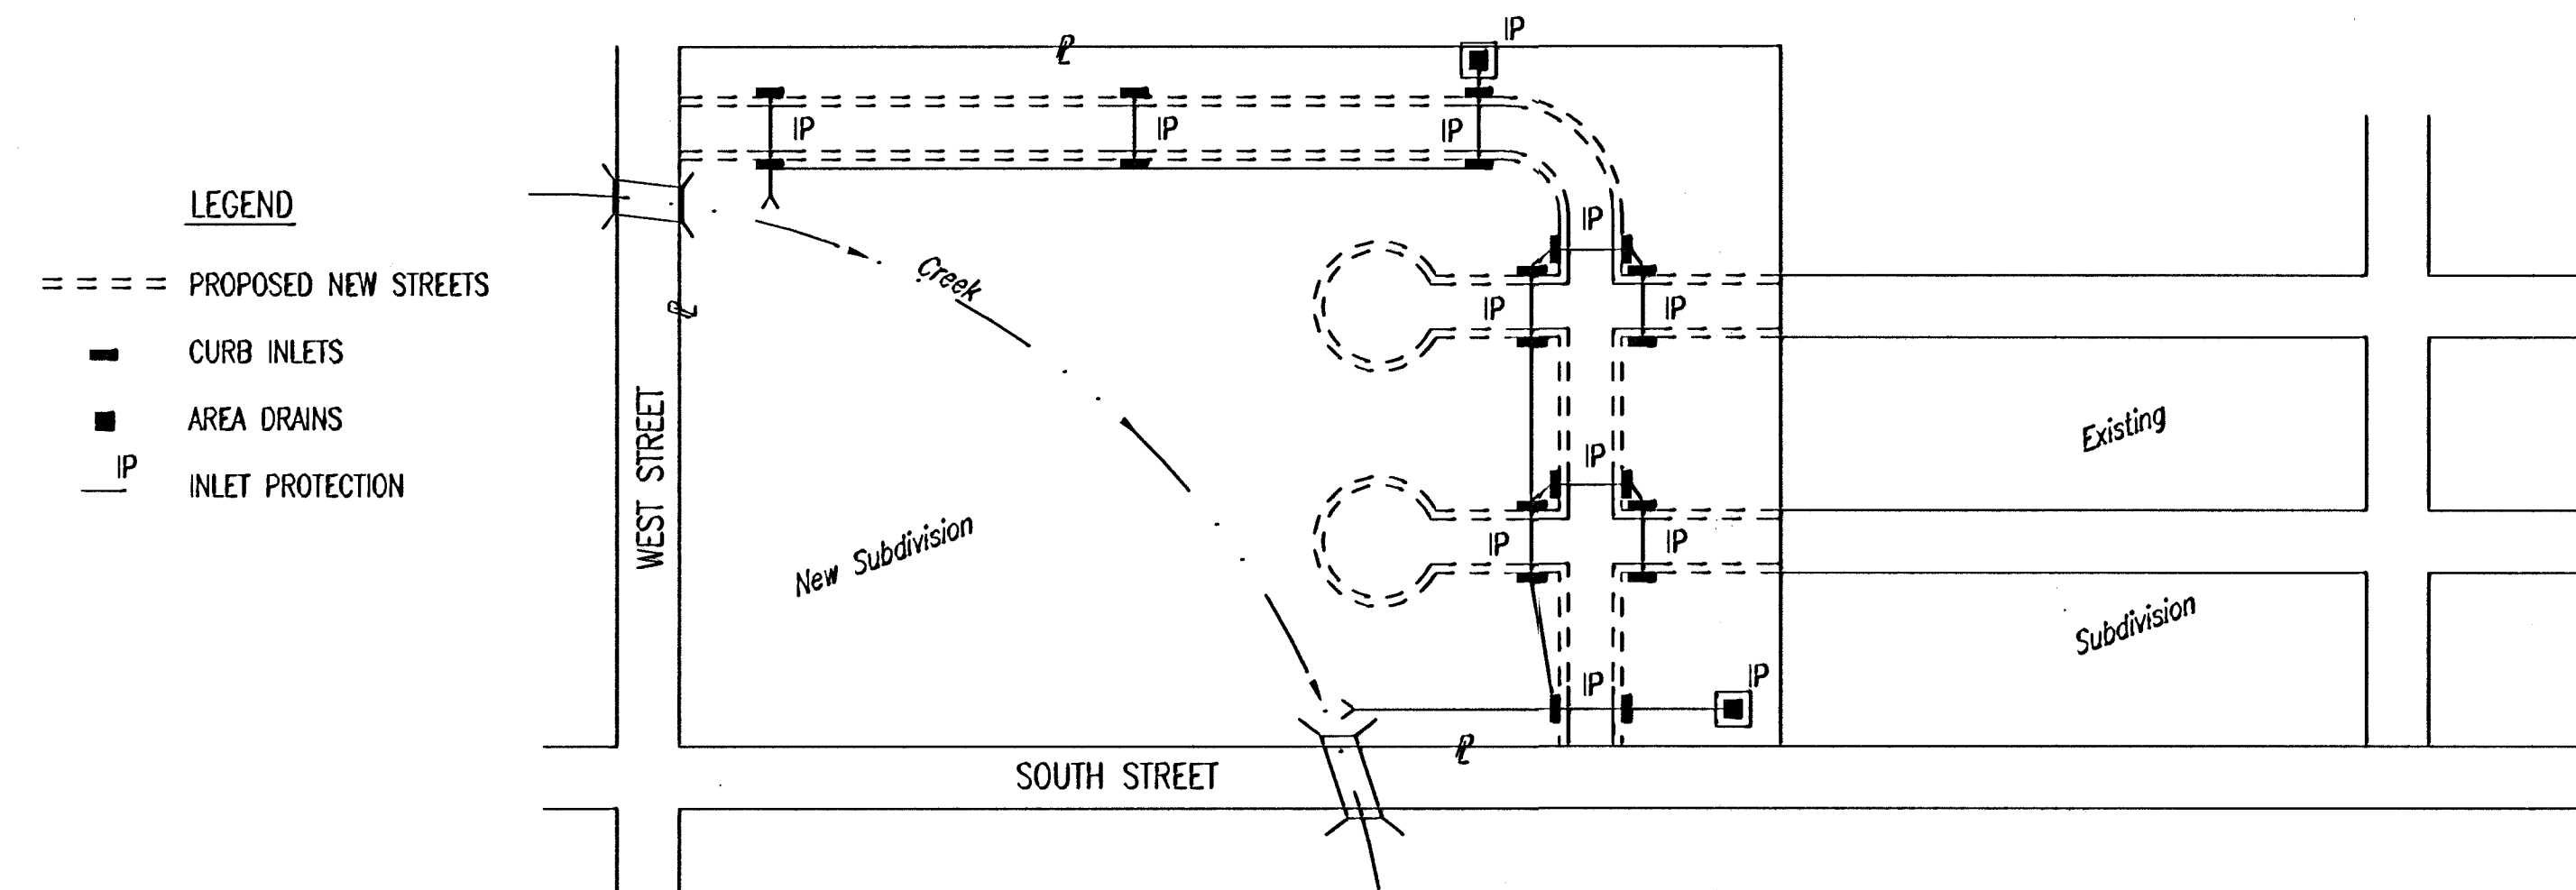 IP
℄
IP
IP
IP
LEGEND
= = = = PROPOSED NEW STREETS
CURB INLETS
AREA DRAINS
IP
INLET PROTECTION
WEST STREET
℄
Creek
IP
IP
IP
New Subdivision
IP
IP
IP
Existing
Subdivision
IP
IP
℄
SOUTH STREET